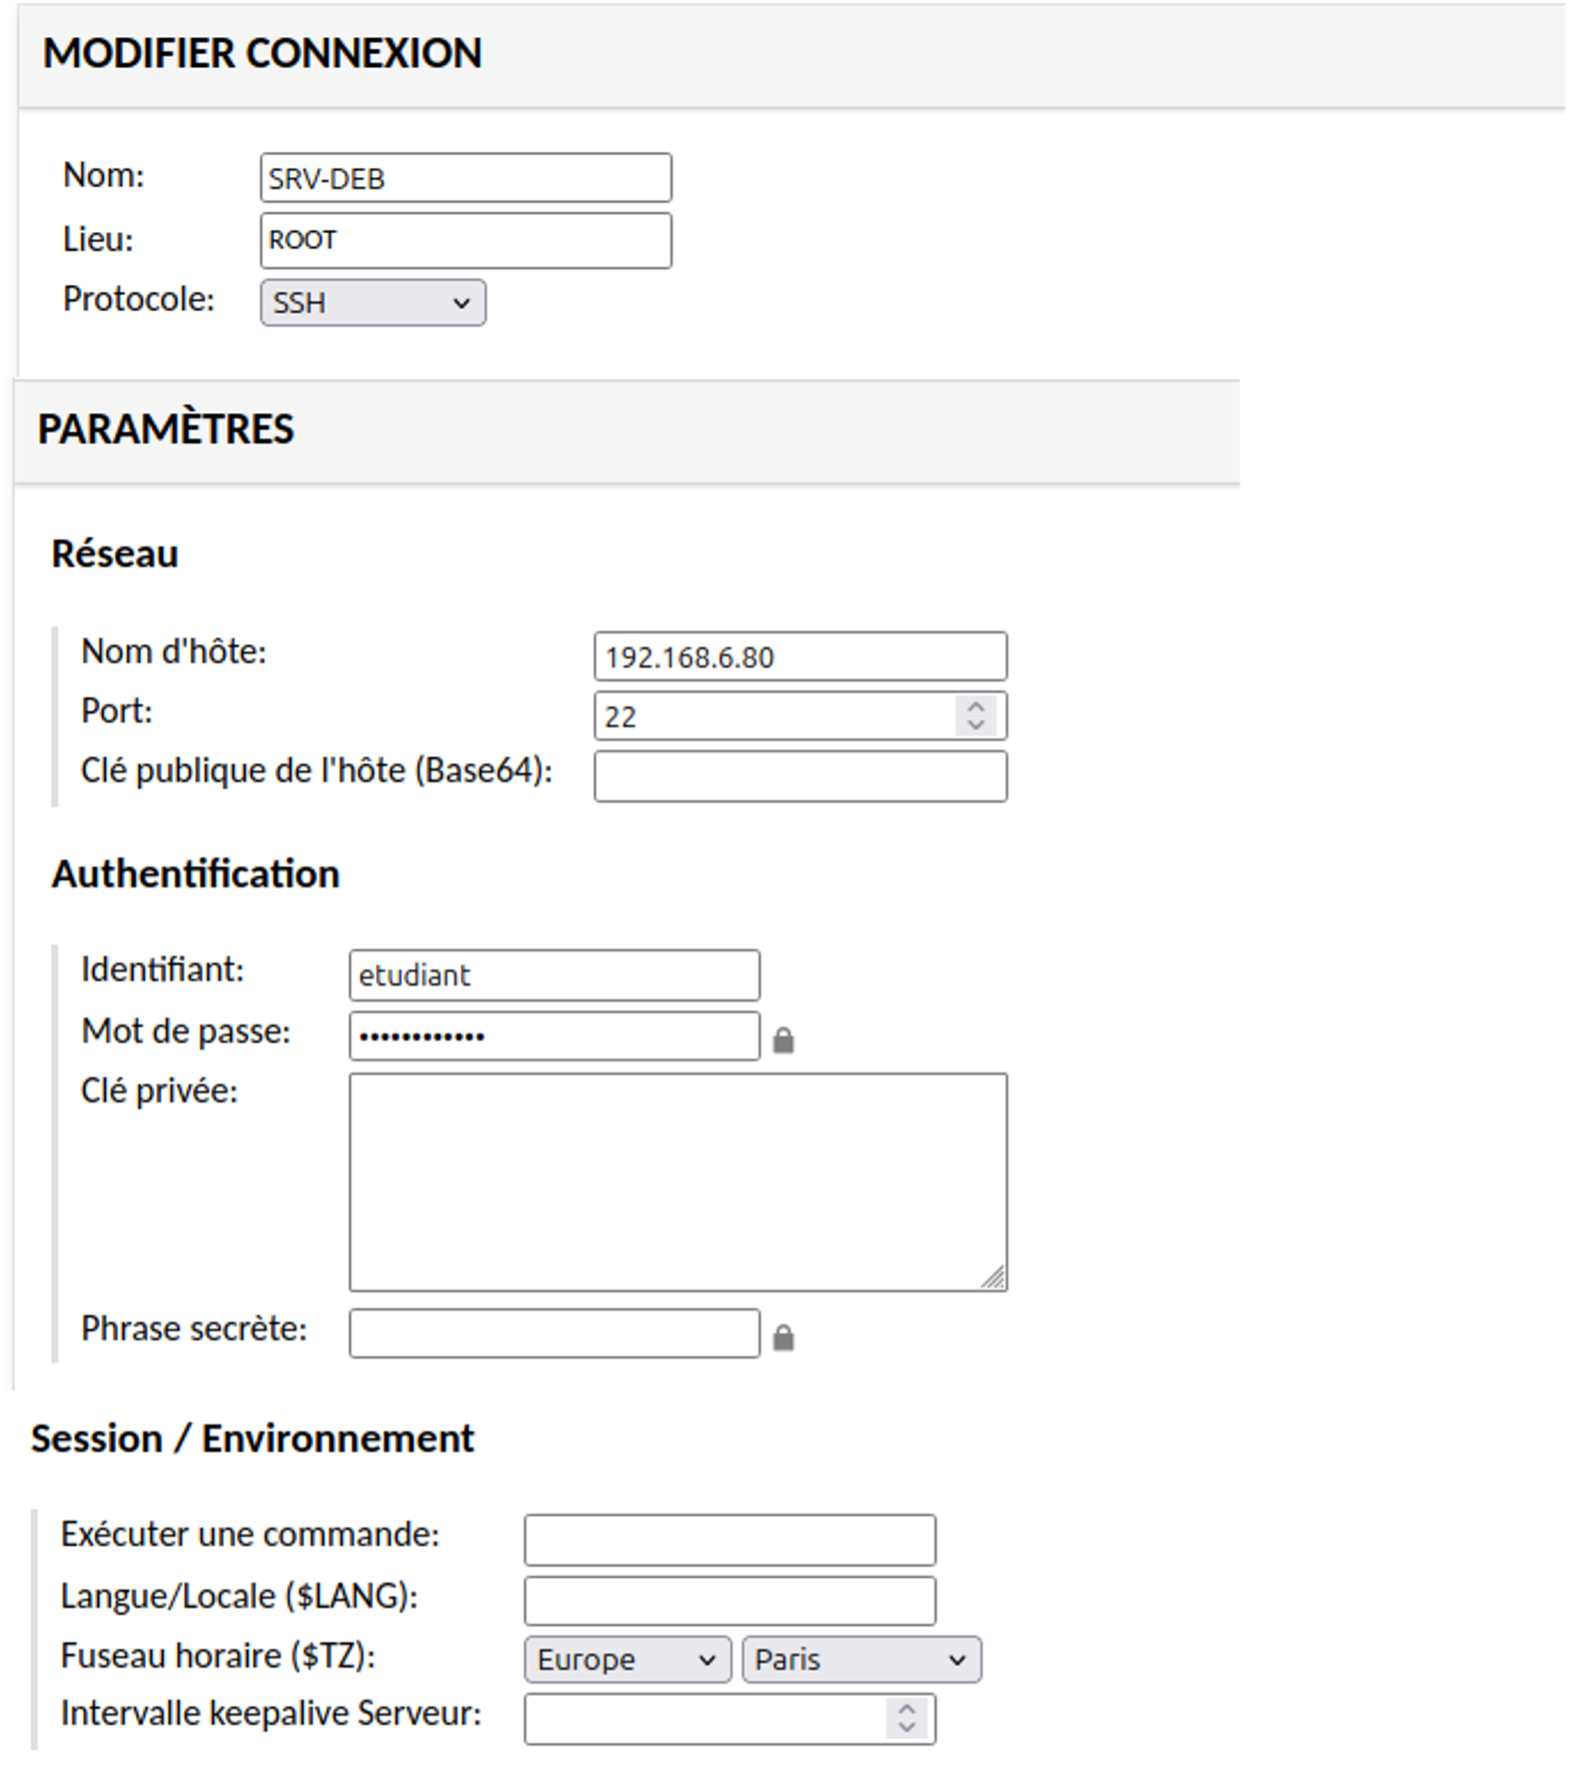 MODIFIER CONNEXION
Nom: SRV-DEB
Lieu: ROOT
Protocole: SSH
PARAMÈTRES
Réseau
Nom d'hôte: 192.168.6.80
Port: 22
Clé publique de l'hôte (Base64):
Authentification
Identifiant: etudiant
Mot de passe: ••••••••••••
Clé privée:
Phrase secrète:
Session / Environnement
Exécuter une commande:
Langue/Locale ($LANG):
Fuseau horaire ($TZ): Europe Paris
Intervalle keepalive Serveur: